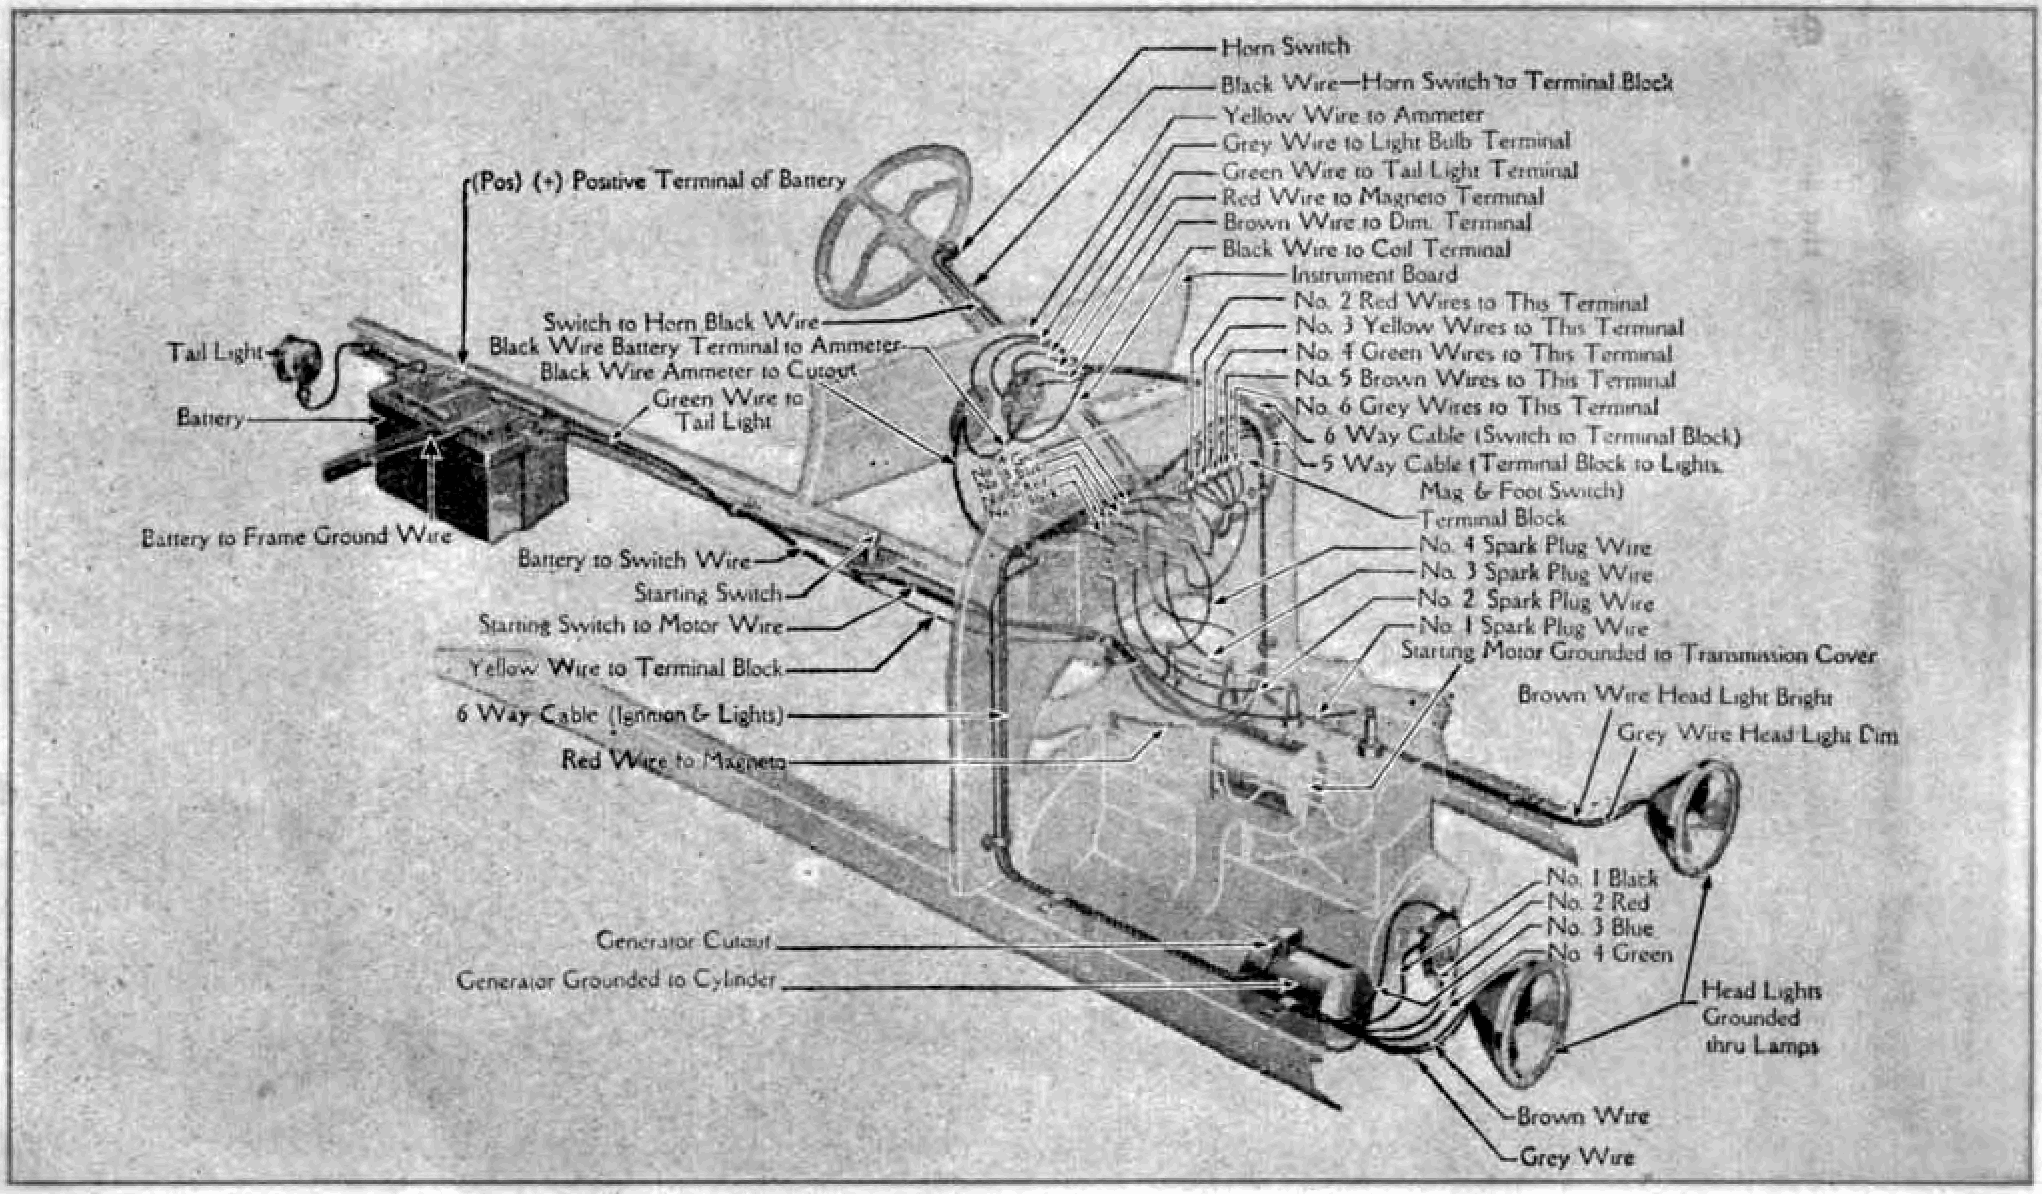 Horn Switch
Black Wire—Horn Switch to Terminal Block
Yellow Wire to Ammeter
Grey Wire to Light Bulb Terminal
Green Wire to Tail Light Terminal
Red Wire to Magneto Terminal
Brown Wire to Dim. Terminal
Black Wire to Coil Terminal
Instrument Board
No. 2 Red Wires to This Terminal
No. 3 Yellow Wires to This Terminal
No. 4 Green Wires to This Terminal
No. 5 Brown Wires to This Terminal
No. 6 Grey Wires to This Terminal
6 Way Cable (Switch to Terminal Block)
5 Way Cable (Terminal Block to Lights,
Mag & Foot Switch)
Terminal Block
No. 4 Spark Plug Wire
No. 3 Spark Plug Wire
No. 2 Spark Plug Wire
No. 1 Spark Plug Wire
Starting Motor Grounded to Transmission Cover
Brown Wire Head Light Bright
Grey Wire Head Light Dim
(Pos) (+) Positive Terminal of Battery
Switch to Horn Black Wire
Black Wire Battery Terminal to Ammeter
Black Wire Ammeter to Cutout
Green Wire to
Tail Light
Tail Light
Battery
Battery to Frame Ground Wire
Battery to Switch Wire
Starting Switch
Starting Switch to Motor Wire
Yellow Wire to Terminal Block
6 Way Cable (Ignition & Lights)
Red Wire to Magneto
Generator Cutout
Generator Grounded to Cylinder
No. 1 Black
No. 2 Red
No. 3 Blue
No. 4 Green
Head Lights
Grounded
thru Lamps
Brown Wire
Grey Wire